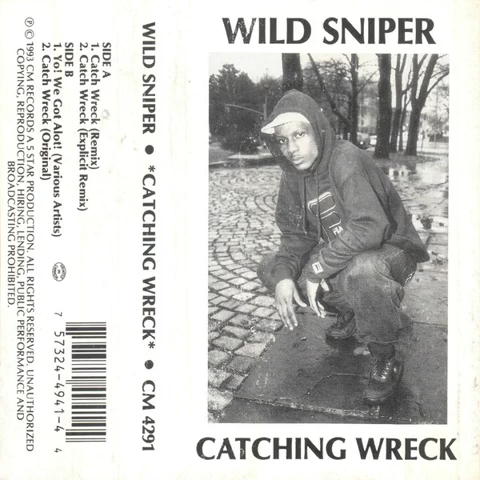 WILD SNIPER
CATCHING WRECK
WILD SNIPER ● *CATCHING WRECK* ● CM 4291
SIDE A
1. Catch Wreck (Remix)
2. Catch Wreck (Explicit Remix)
SIDE B
1. Yo! We Got Alot! (Various Artists)
2. Catch Wreck (Original)
7 57324-4941-4 4
℗ © 1993 CM RECORDS A 5 STAR PRODUCTION. ALL RIGHTS RESERVED. UNAUTHORIZED
COPYING, REPRODUCTION, HIRING, LENDING, PUBLIC PERFORMANCE AND
BROADCASTING PROHIBITED.
FILA